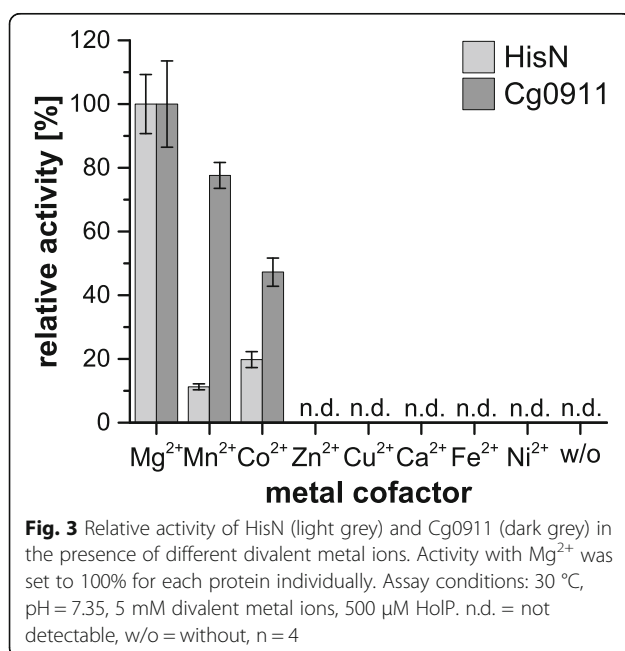 120
100
80
60
40
20
0
relative activity [%]
HisN
Cg0911
n.d. n.d. n.d. n.d. n.d. n.d.
Mg²⁺ Mn²⁺ Co²⁺ Zn²⁺ Cu²⁺ Ca²⁺ Fe²⁺ Ni²⁺ w/o
metal cofactor
Fig. 3 Relative activity of HisN (light grey) and Cg0911 (dark grey) in
the presence of different divalent metal ions. Activity with Mg²⁺ was
set to 100% for each protein individually. Assay conditions: 30 °C,
pH = 7.35, 5 mM divalent metal ions, 500 μM HolP. n.d. = not
detectable, w/o = without, n = 4